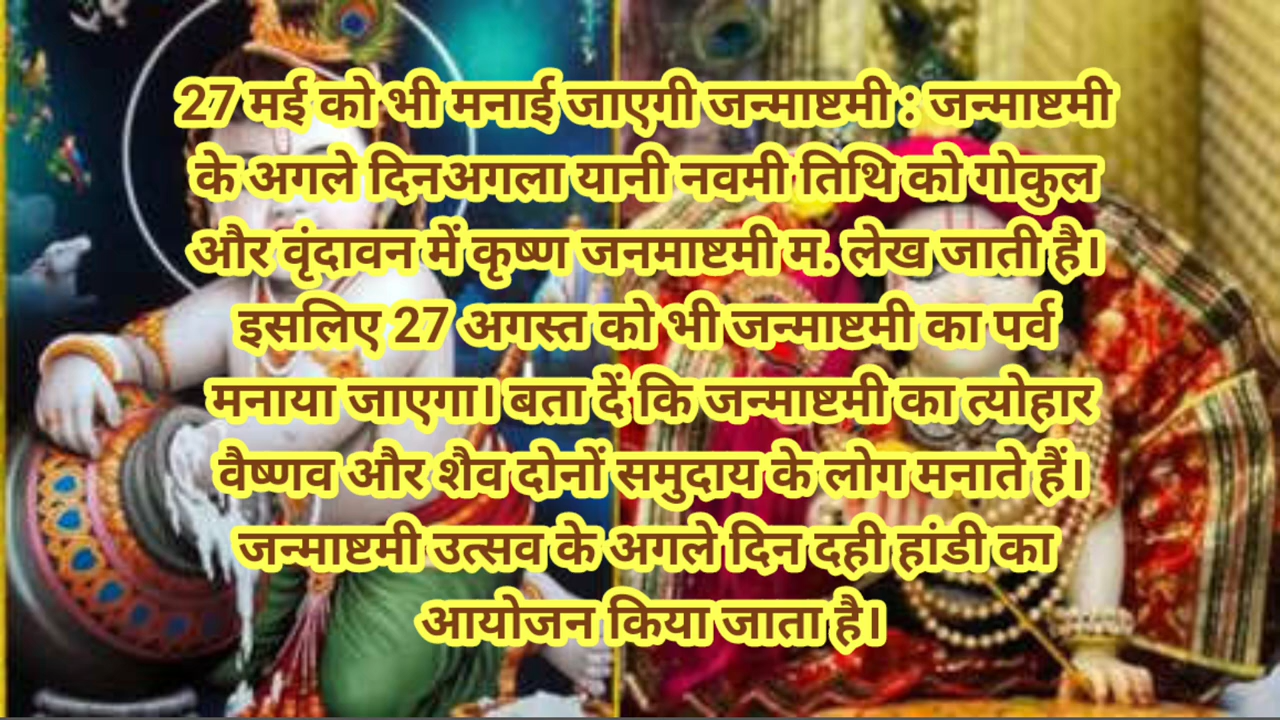 27 मई को भी मनाई जाएगी जन्माष्टमी : जन्माष्टमी
के अगले दिनअगला यानी नवमी तिथि को गोकुल
और वृंदावन में कृष्ण जनमाष्टमी म. लेख जाती है।
इसलिए 27 अगस्त को भी जन्माष्टमी का पर्व
मनाया जाएगा। बता दें कि जन्माष्टमी का त्योहार
वैष्णव और शैव दोनों समुदाय के लोग मनाते हैं।
जन्माष्टमी उत्सव के अगले दिन दही हांडी का
आयोजन किया जाता है।